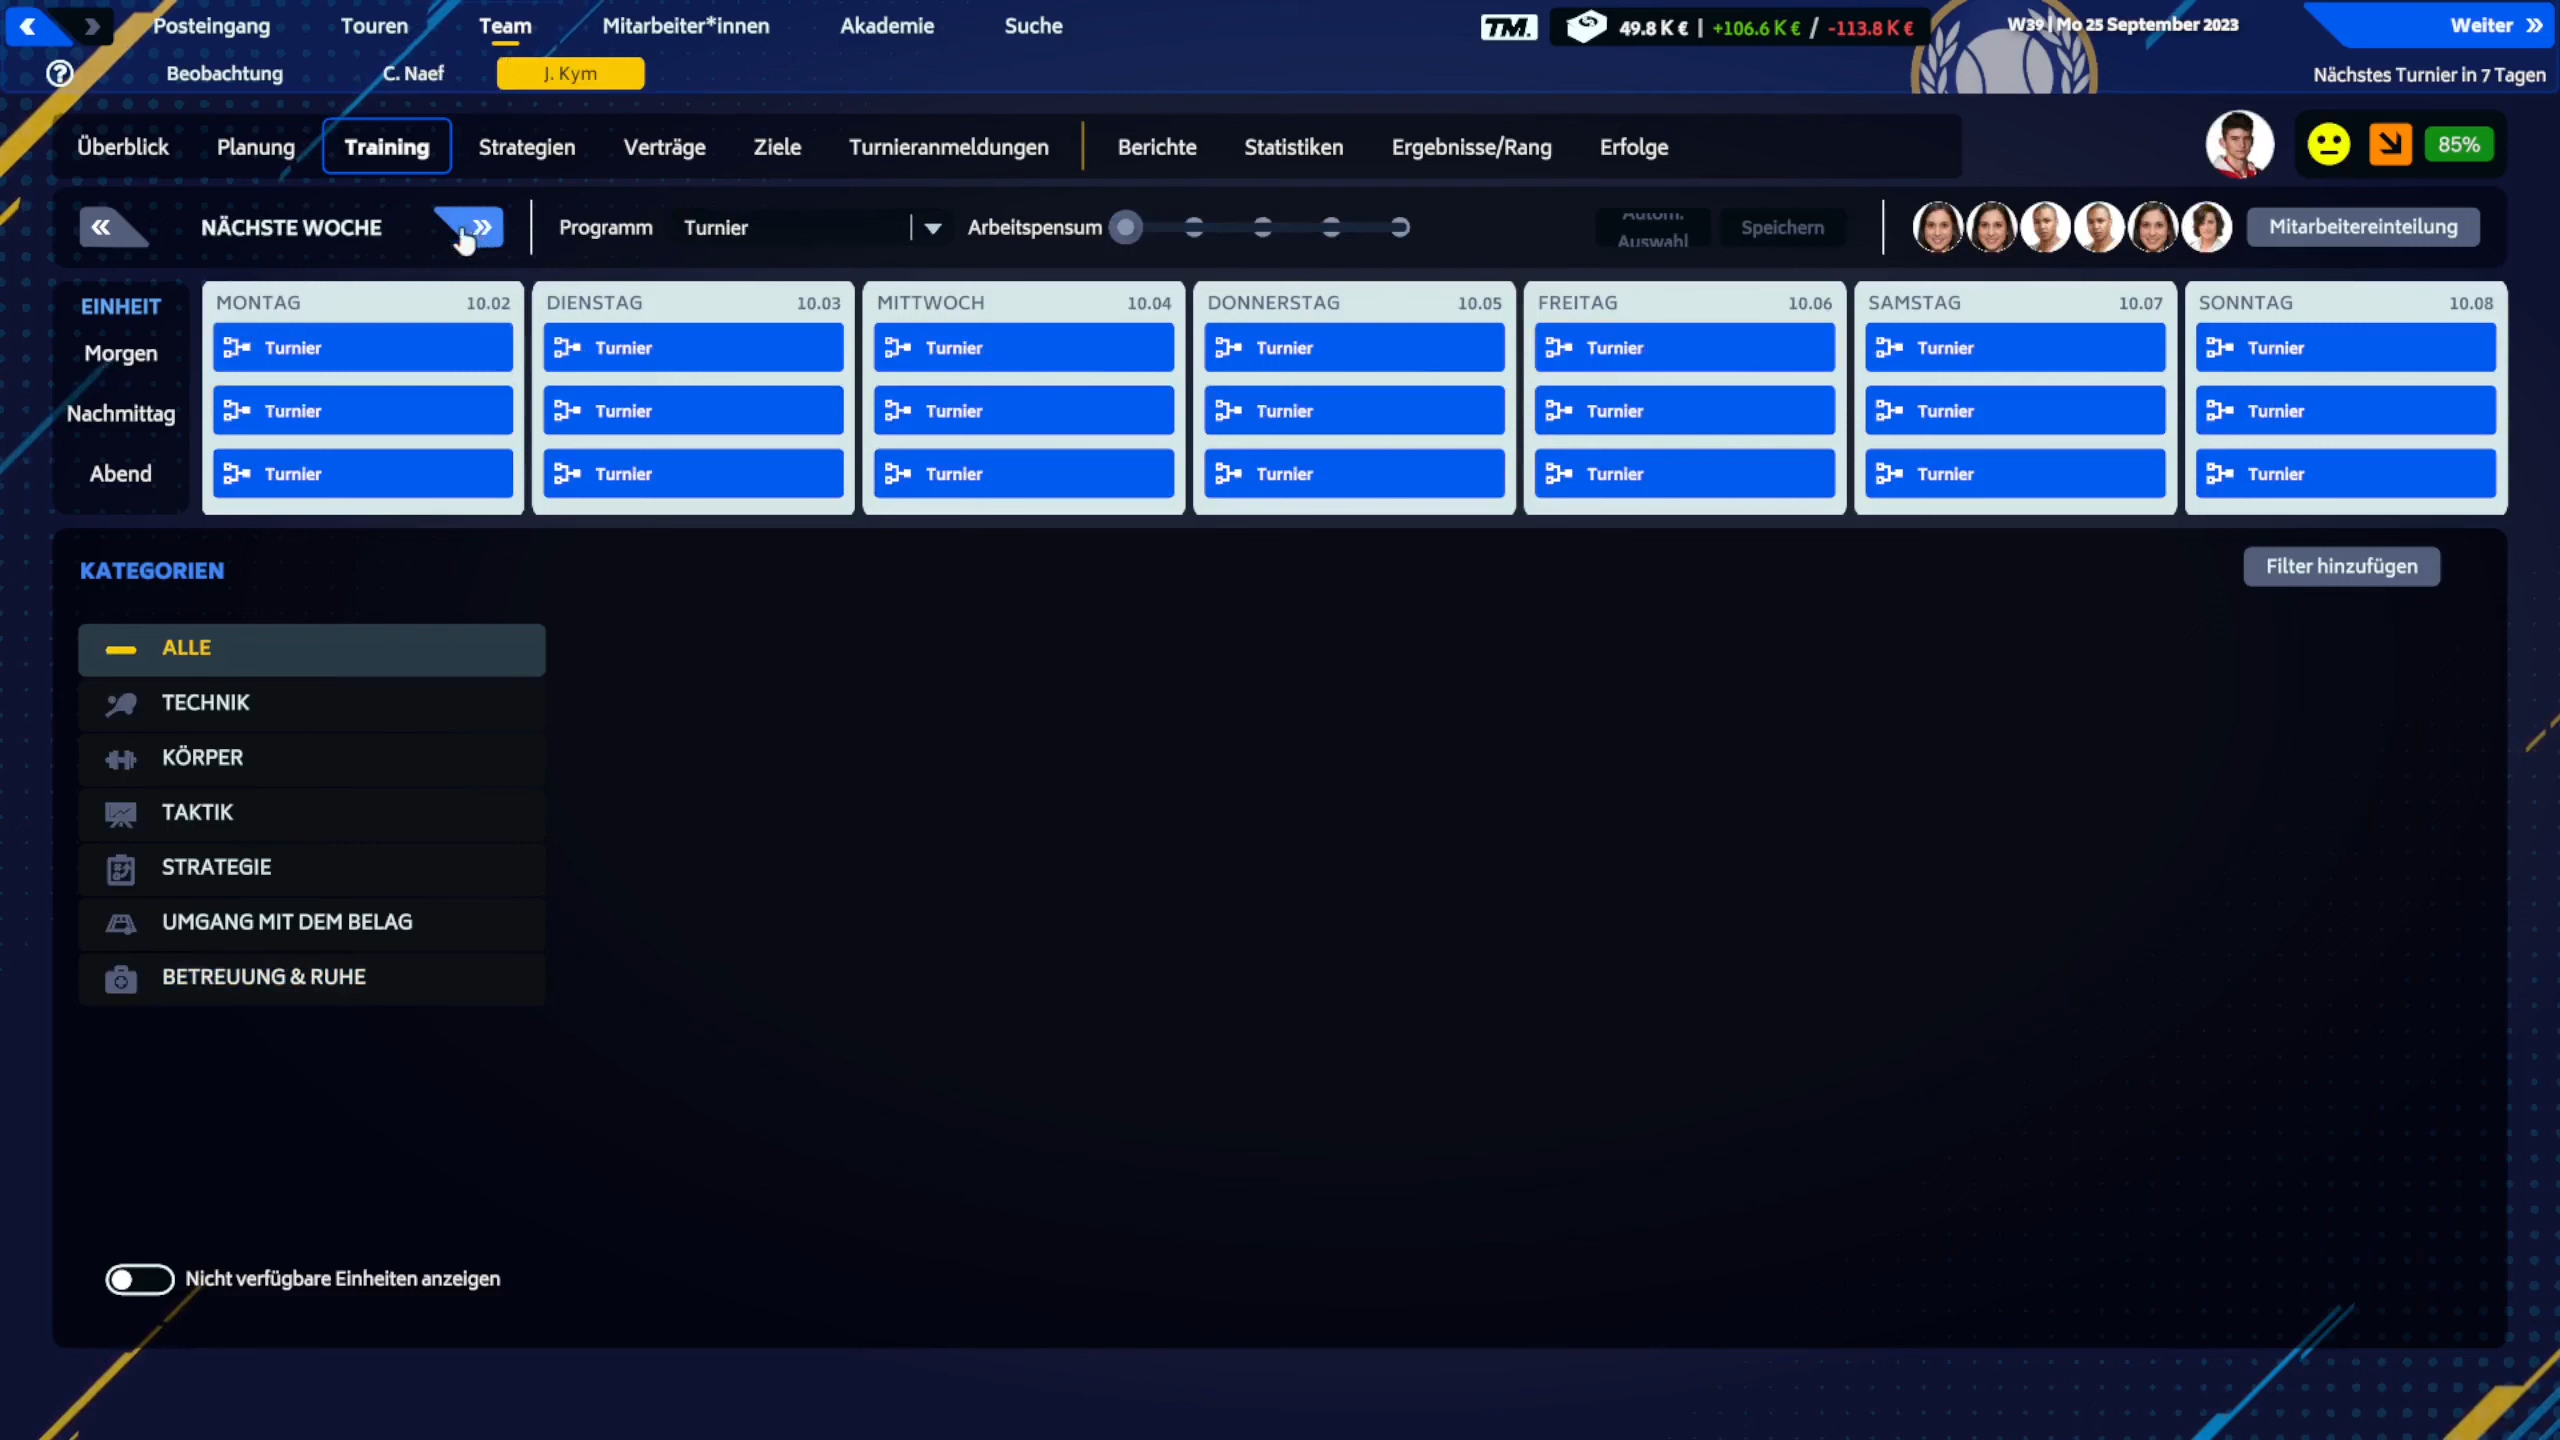 Posteingang Touren Team Mitarbeiter*innen Akademie Suche TM. 49.8 K € | +106.6 K € / -113.8 K € W39 | Mo 25 September 2023 Weiter
Beobachtung C. Naef J. Kym Nächstes Turnier in 7 Tagen
Überblick Planung Training Strategien Verträge Ziele Turnieranmeldungen Berichte Statistiken Ergebnisse/Rang Erfolge 85%
NÄCHSTE WOCHE Programm Turnier Arbeitspensum Autom. Auswahl Speichern Mitarbeitereinteilung
EINHEIT MONTAG 10.02 DIENSTAG 10.03 MITTWOCH 10.04 DONNERSTAG 10.05 FREITAG 10.06 SAMSTAG 10.07 SONNTAG 10.08
Morgen Turnier Turnier Turnier Turnier Turnier Turnier Turnier
Nachmittag Turnier Turnier Turnier Turnier Turnier Turnier Turnier
Abend Turnier Turnier Turnier Turnier Turnier Turnier Turnier
KATEGORIEN Filter hinzufügen
ALLE
TECHNIK
KÖRPER
TAKTIK
STRATEGIE
UMGANG MIT DEM BELAG
BETREUUNG & RUHE
Nicht verfügbare Einheiten anzeigen